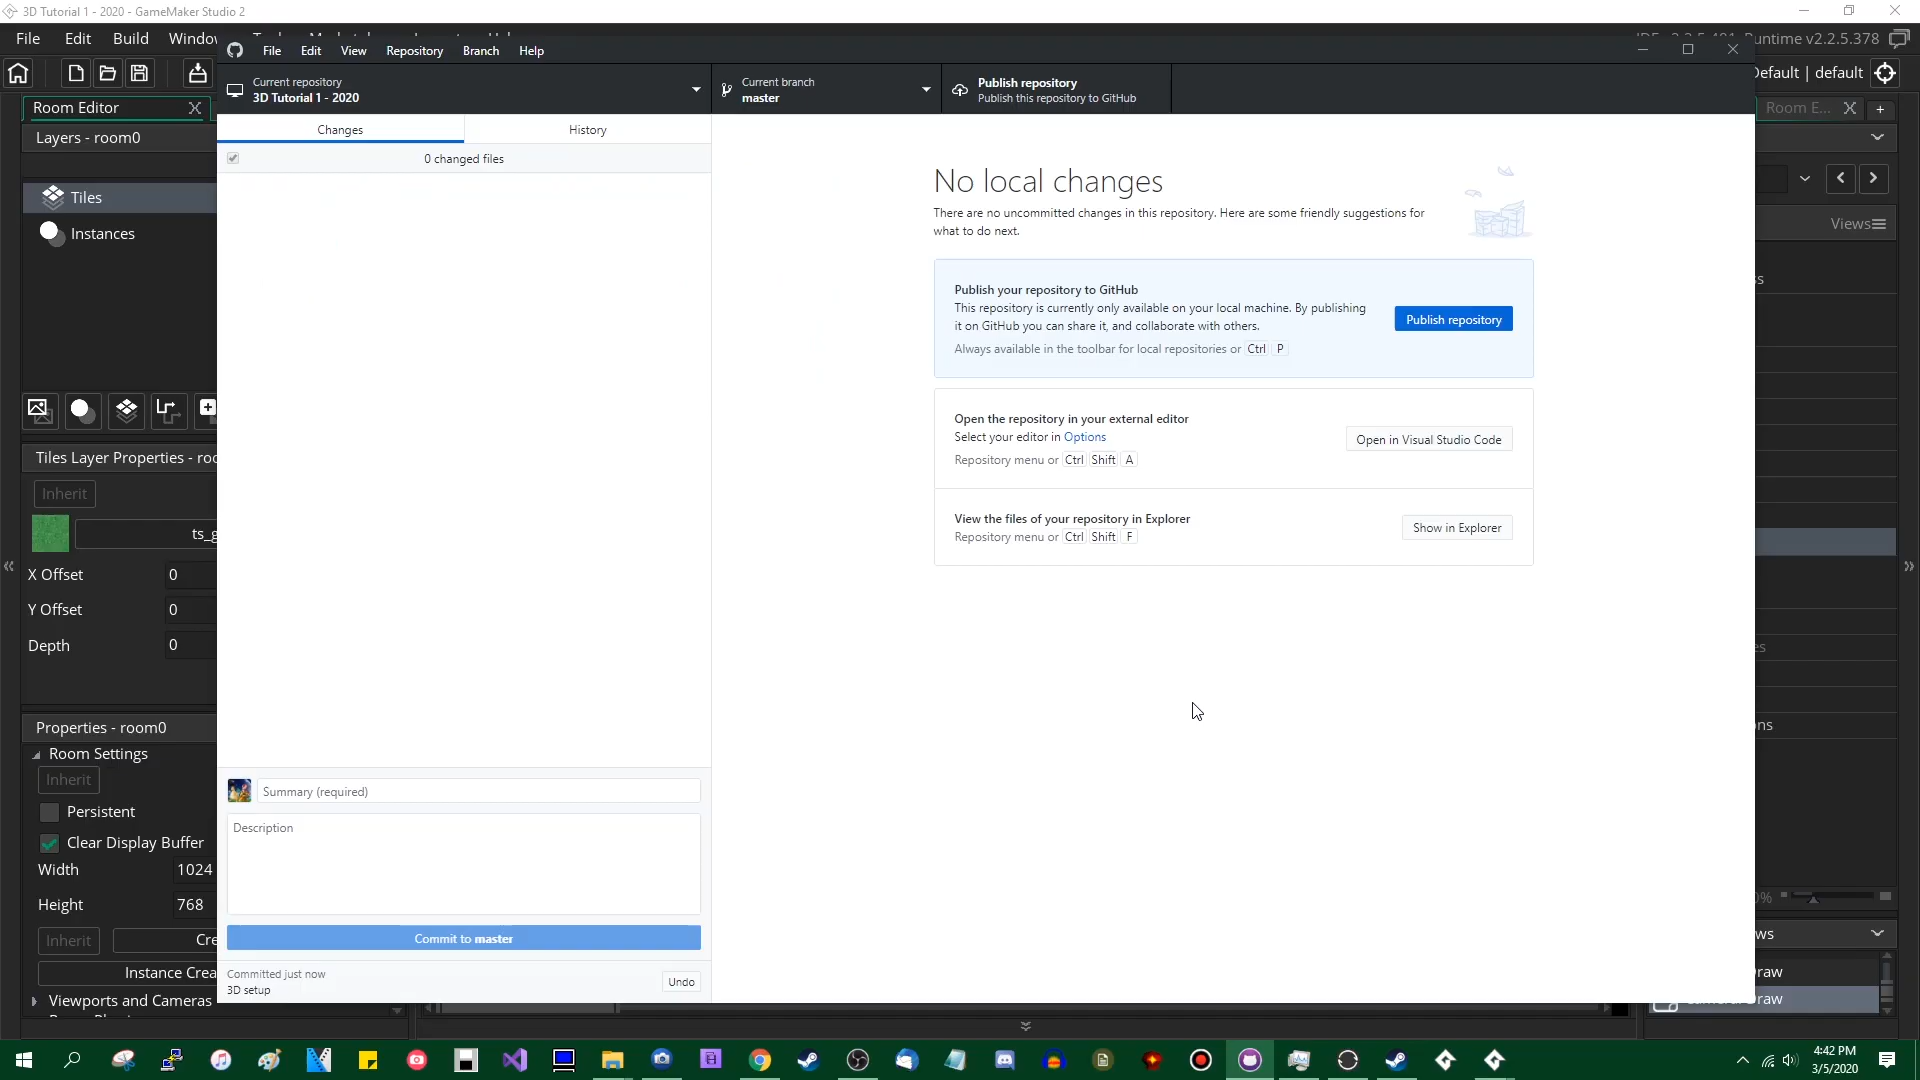 3D Tutorial 1 - 2020 - GameMaker Studio 2
File Edit Build Window
Runtime v2.2.5.378
Default | default
File Edit View Repository Branch Help
Current repository
3D Tutorial 1 - 2020
Current branch
master
Publish repository
Publish this repository to GitHub
Room Editor
Room E...
Layers - room0
Tiles
Instances
Changes
History
0 changed files
Views
No local changes
There are no uncommitted changes in this repository. Here are some friendly suggestions for
what to do next.
Publish your repository to GitHub
This repository is currently only available on your local machine. By publishing
it on GitHub you can share it, and collaborate with others.
Always available in the toolbar for local repositories or Ctrl P
Publish repository
Open the repository in your external editor
Select your editor in Options
Repository menu or Ctrl Shift A
Open in Visual Studio Code
View the files of your repository in Explorer
Repository menu or Ctrl Shift F
Show in Explorer
Tiles Layer Properties - roo
Inherit
ts_g
X Offset 0
Y Offset 0
Depth 0
Properties - room0
Room Settings
Inherit
Persistent
Clear Display Buffer
Width 1024
Height 768
Inherit Cre
Instance Crea
Viewports and Cameras
Summary (required)
Description
Commit to master
Committed just now
3D setup
Undo
ws
Draw
Draw
4:42 PM
3/5/2020